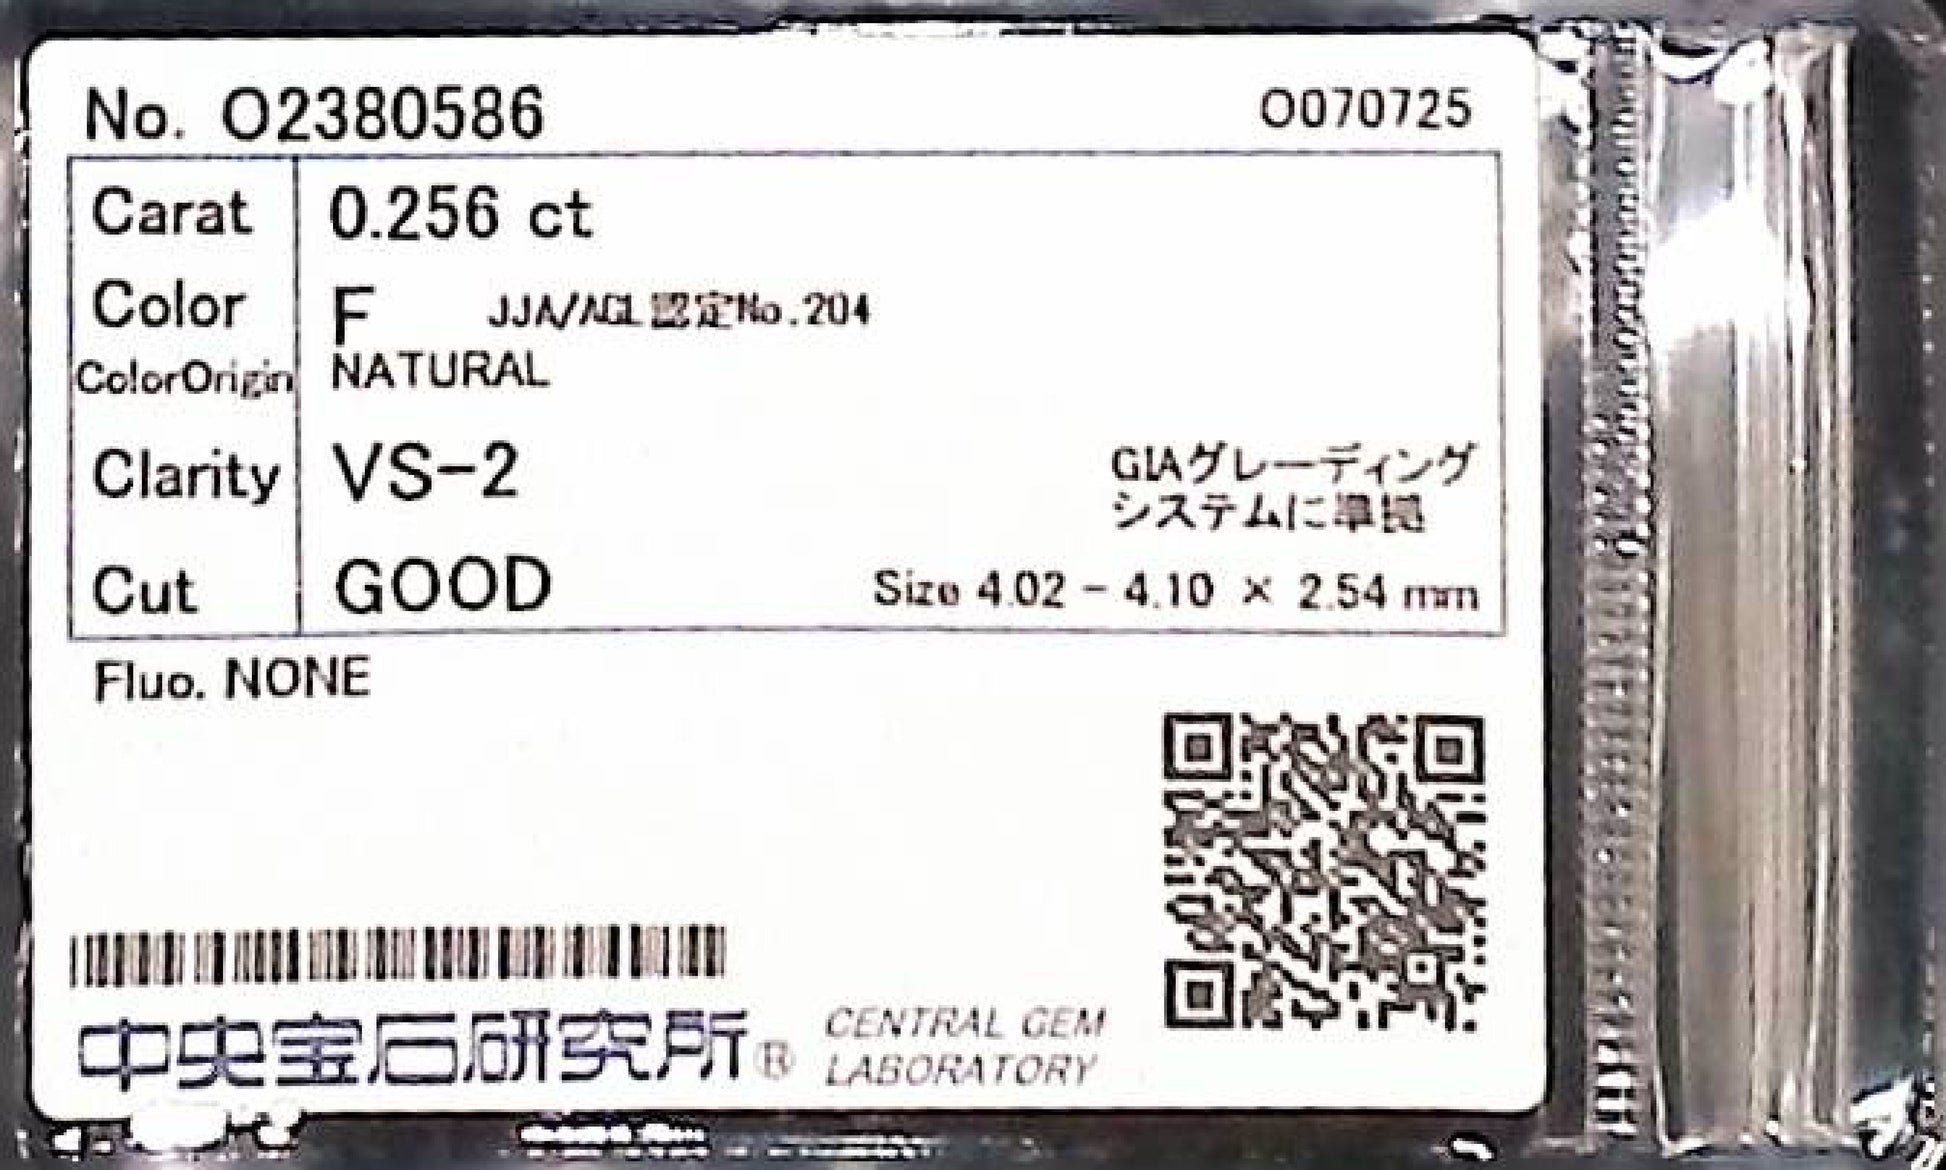 No. O2380586
O070725
Carat 0.256 ct
Color F JJA/AGL認定No.204
ColorOrigin NATURAL
Clarity VS-2
GIAグレーディング
システムに準拠
Cut GOOD Size 4.02 - 4.10 × 2.54 mm
Fluo. NONE
中央宝石研究所® CENTRAL GEM
LABORATORY